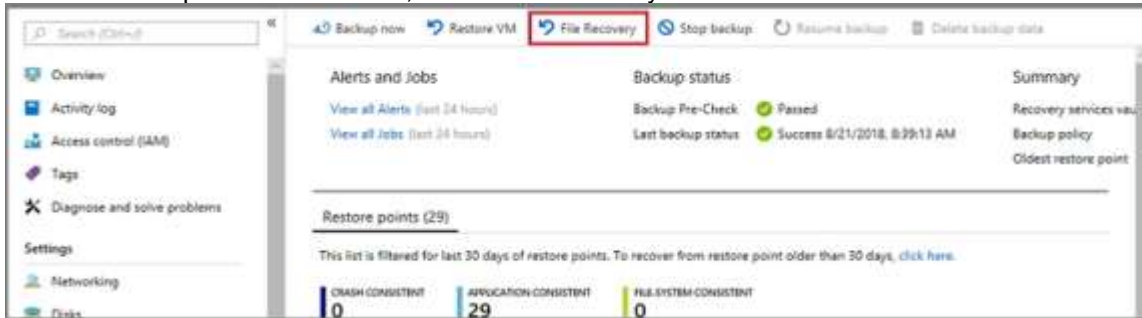 Search (Ctrl+/)
Backup now Restore VM File Recovery Stop backup Resume backup Delete backup data
Overview
Activity log
Access control (IAM)
Tags
Diagnose and solve problems
Settings
Networking
Disks
Alerts and Jobs
View all Alerts (last 24 hours)
View all Jobs (last 24 hours)
Backup status
Backup Pre-Check Passed
Last backup status Success 8/21/2018, 8:39:13 AM
Summary
Recovery services vau
Backup policy
Oldest restore point
Restore points (29)
This list is filtered for last 30 days of restore points. To recover from restore point older than 30 days, click here.
CRASH CONSISTENT
0
APPLICATION CONSISTENT
29
FILE-SYSTEM CONSISTENT
0